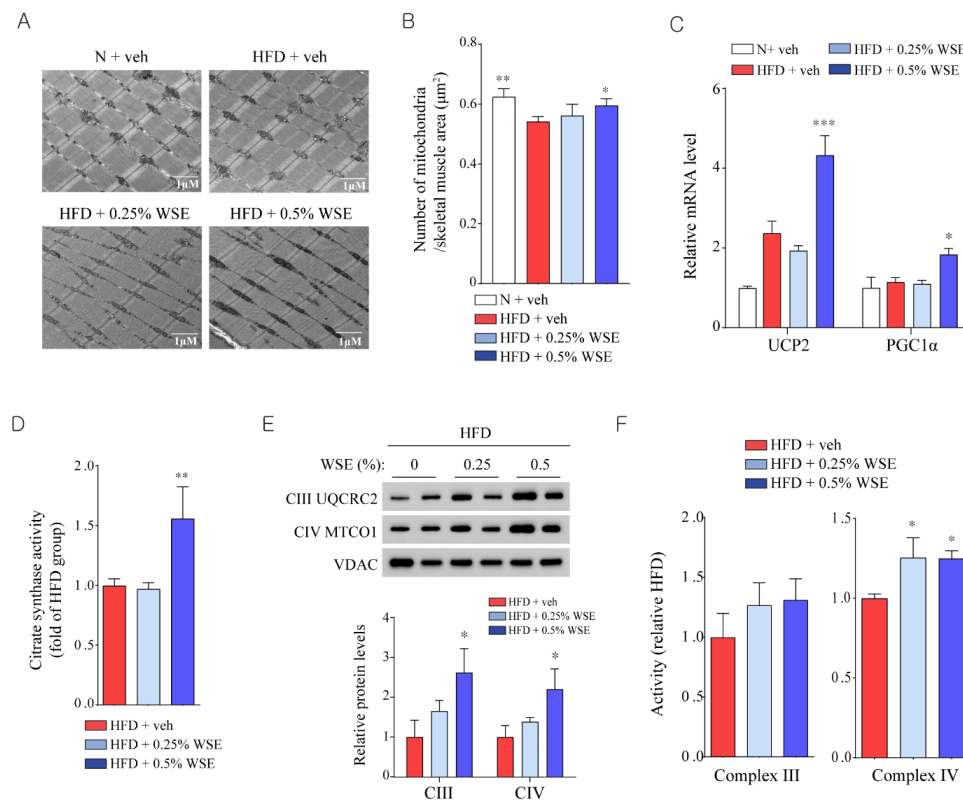 A
N + veh
HFD + veh
1µM
1µM
HFD + 0.25% WSE
HFD + 0.5% WSE
1µM
1µM
B
Number of mitochondria
/skeletal muscle area (µm²)
0.8
0.6
0.4
0.2
0
**
*
N + veh
HFD + veh
HFD + 0.25% WSE
HFD + 0.5% WSE
C
N+ veh
HFD + 0.25% WSE
HFD + veh
HFD + 0.5% WSE
Relative mRNA level
6
4
2
0
***
*
UCP2
PGC1α
D
Citrate synthase activity
(fold of HFD group)
2.0
1.5
1.0
0.5
0.0
**
HFD + veh
HFD + 0.25% WSE
HFD + 0.5% WSE
E
HFD
WSE (%): 0 0.25 0.5
CIII UQCRC2
CIV MTCO1
VDAC
HFD + veh
HFD + 0.25% WSE
HFD + 0.5% WSE
Relative protein levels
4
3
2
1
0
*
*
CIII
CIV
F
HFD + veh
HFD + 0.25% WSE
HFD + 0.5% WSE
Activity (relative HFD)
2.0
1.5
1.0
0.5
0.0
Complex III
1.5
1.0
0.5
0.0
*
*
Complex IV